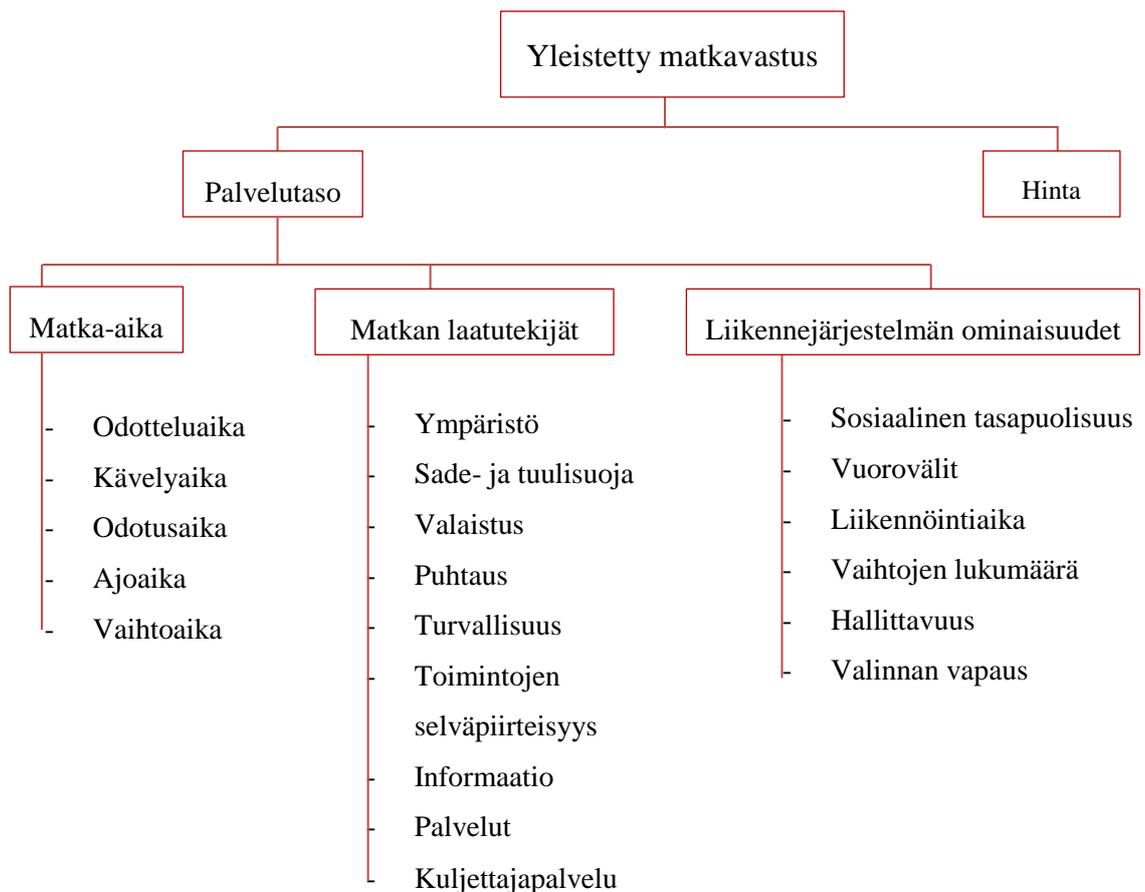 Yleistetty matkavastus
Palvelutaso
Hinta
Matka-aika
- Odotteluaika
- Kävelyaika
- Odotusaika
- Ajoaika
- Vaihtoaika
Matkan laatutekijät
- Ympäristö
- Sade- ja tuulisuoja
- Valaistus
- Puhtaus
- Turvallisuus
- Toimintojen
selväpiirteisyys
- Informaatio
- Palvelut
- Kuljettajapalvelu
Liikennejärjestelmän ominaisuudet
- Sosiaalinen tasapuolisuus
- Vuorovälit
- Liikennöintiaika
- Vaihtojen lukumäärä
- Hallittavuus
- Valinnan vapaus